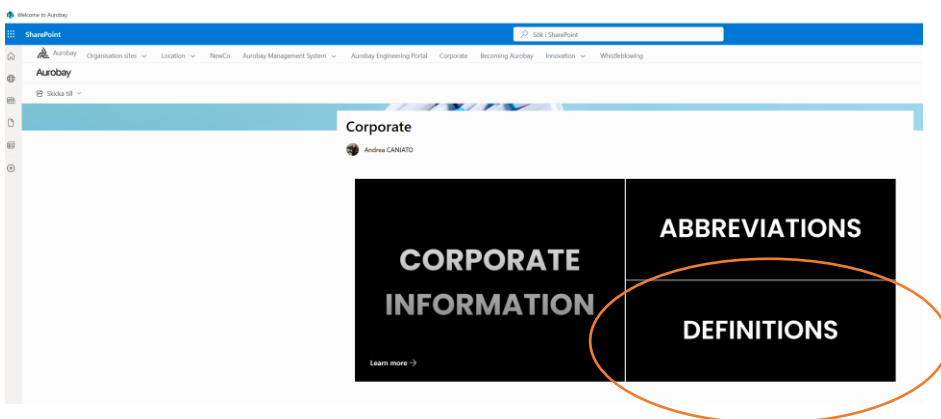 Welcome to Aurobay
SharePoint
Sök i SharePoint
Aurobay Organisation sites Location NewCo Aurobay Management System Aurobay Engineering Portal Corporate Becoming Aurobay Innovation Whistleblowing
Aurobay
Skicka till
Corporate
Andrea CANIATO
CORPORATE
INFORMATION
Learn more →
ABBREVIATIONS
DEFINITIONS